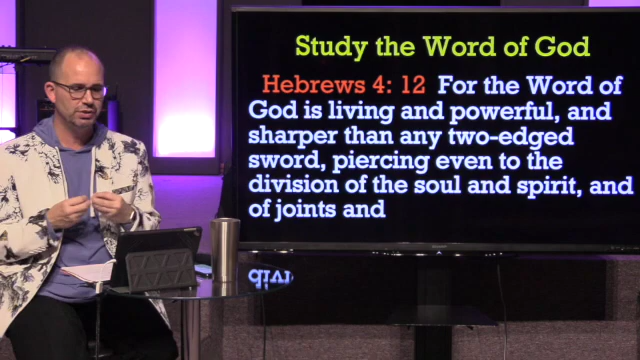 Study the Word of God
Hebrews 4: 12 For the Word of
God is living and powerful, and
sharper than any two-edged
sword, piercing even to the
division of the soul and spirit, and
of joints and